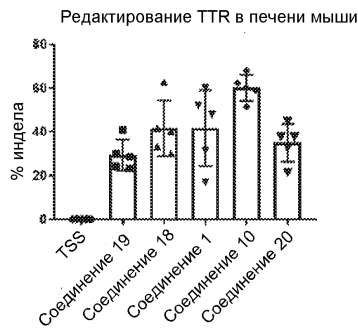 Редактирование TTR в печени мыши
% индела
80
60
40
20
0
TSS
Соединение 19
Соединение 18
Соединение 1
Соединение 10
Соединение 20